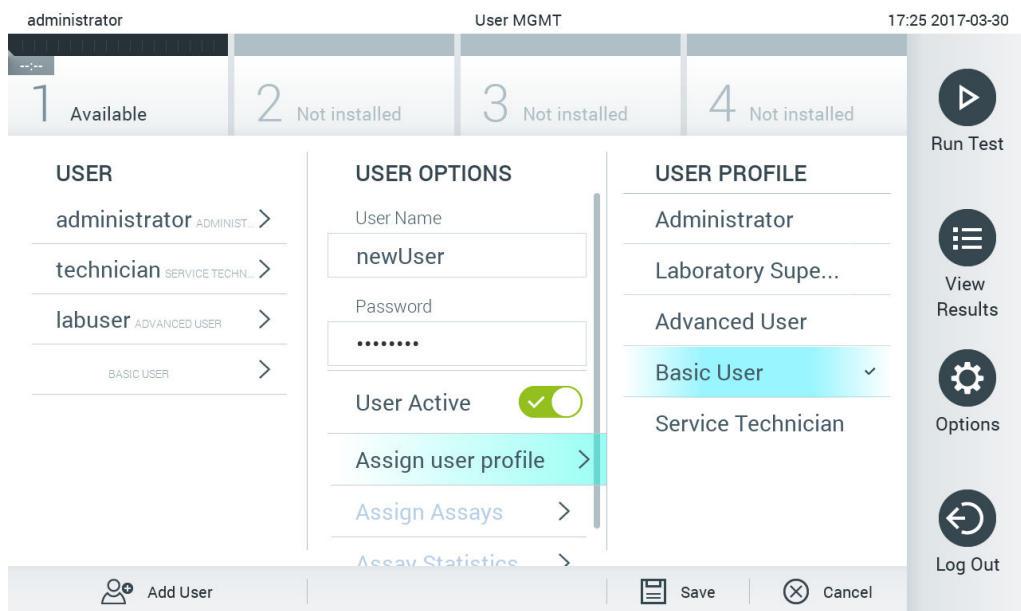 administrator User MGMT 17:25 2017-03-30
--:--
1 Available 2 Not installed 3 Not installed 4 Not installed
Run Test
USER
administrator ADMINIST...
technician SERVICE TECHN...
labuser ADVANCED USER
BASIC USER
USER OPTIONS
User Name
newUser
Password
••••••••
User Active
Assign user profile
Assign Assays
Assay Statistics
USER PROFILE
Administrator
Laboratory Supe...
Advanced User
Basic User
Service Technician
View
Results
Options
Log Out
Add User Save Cancel